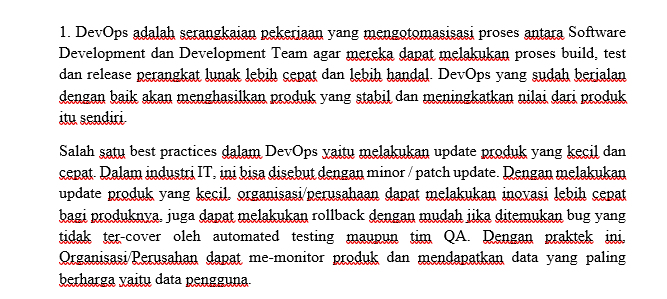 1. DevOps adalah serangkaian pekerjaan yang mengotomasisasi proses antara Software
Development dan Development Team agar mereka dapat melakukan proses build, test
dan release perangkat lunak lebih cepat dan lebih handal. DevOps yang sudah berjalan
dengan baik akan menghasilkan produk yang stabil dan meningkatkan nilai dari produk
itu sendiri.
Salah satu best practices dalam DevOps yaitu melakukan update produk yang kecil dan
cepat. Dalam industri IT, ini bisa disebut dengan minor / patch update. Dengan melakukan
update produk yang kecil, organisasi/perusahaan dapat melakukan inovasi lebih cepat
bagi produknya, juga dapat melakukan rollback dengan mudah jika ditemukan bug yang
tidak ter-cover oleh automated testing maupun tim QA. Dengan praktek ini,
Organisasi/Perusahan dapat me-monitor produk dan mendapatkan data yang paling
berharga yaitu data pengguna.